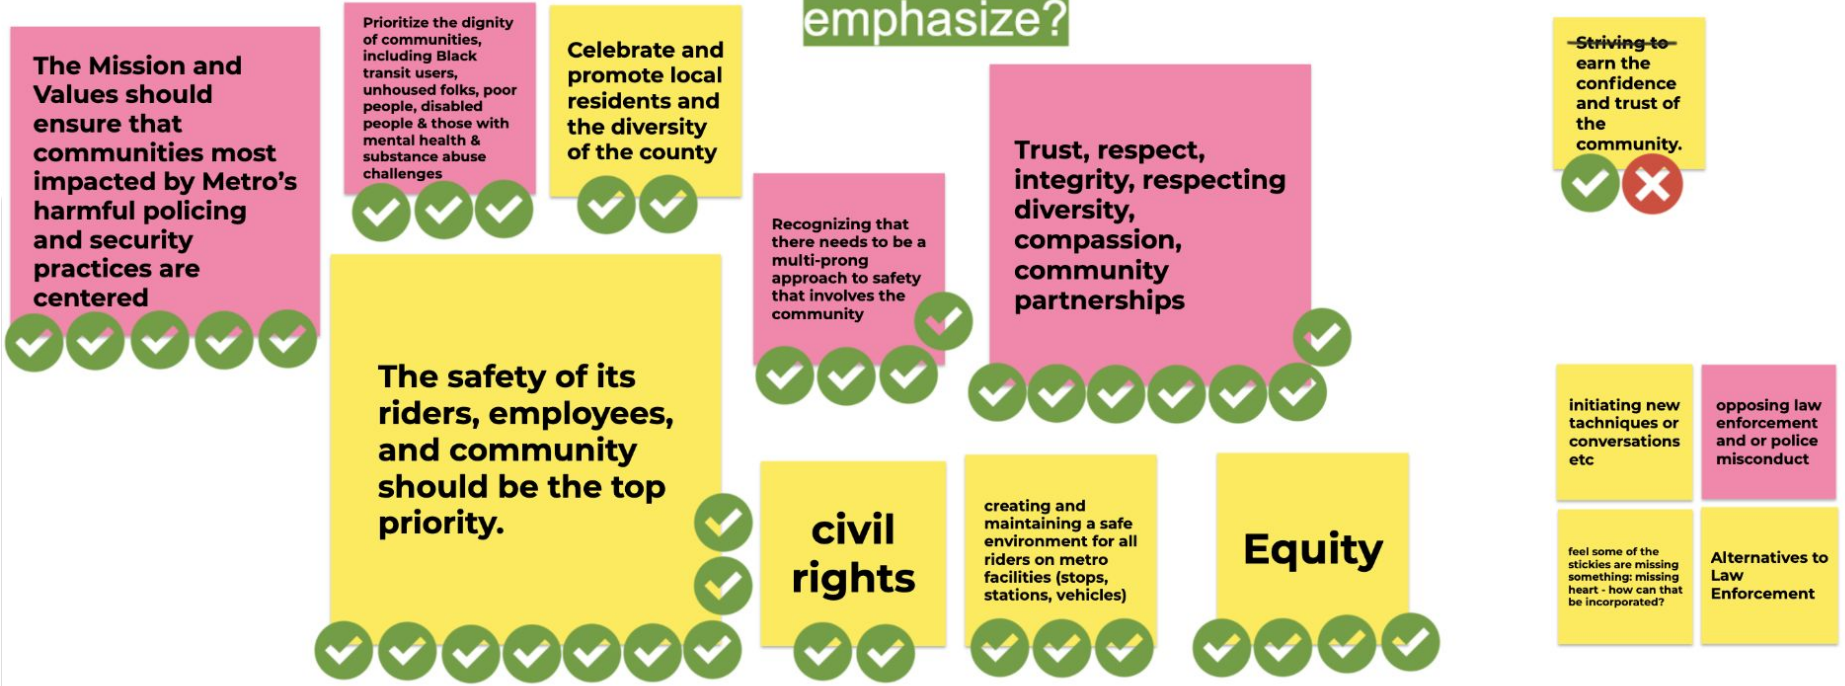 emphasize?
The Mission and
Values should
ensure that
communities most
impacted by Metro's
harmful policing
and security
practices are
centered
Prioritize the dignity
of communities,
including Black
transit users,
unhoused folks, poor
people, disabled
people & those with
mental health &
substance abuse
challenges
Celebrate and
promote local
residents and
the diversity
of the county
Recognizing that
there needs to be a
multi-prong
approach to safety
that involves the
community
Trust, respect,
integrity, respecting
diversity,
compassion,
community
partnerships
Striving to
earn the
confidence
and trust of
the
community.
The safety of its
riders, employees,
and community
should be the top
priority.
civil
rights
creating and
maintaining a safe
environment for all
riders on metro
facilities (stops,
stations, vehicles)
Equity
initiating new
tachniques or
conversations
etc
opposing law
enforcement
and or police
misconduct
feel some of the
stickies are missing
something: missing
heart - how can that
be incorporated?
Alternatives to
Law
Enforcement